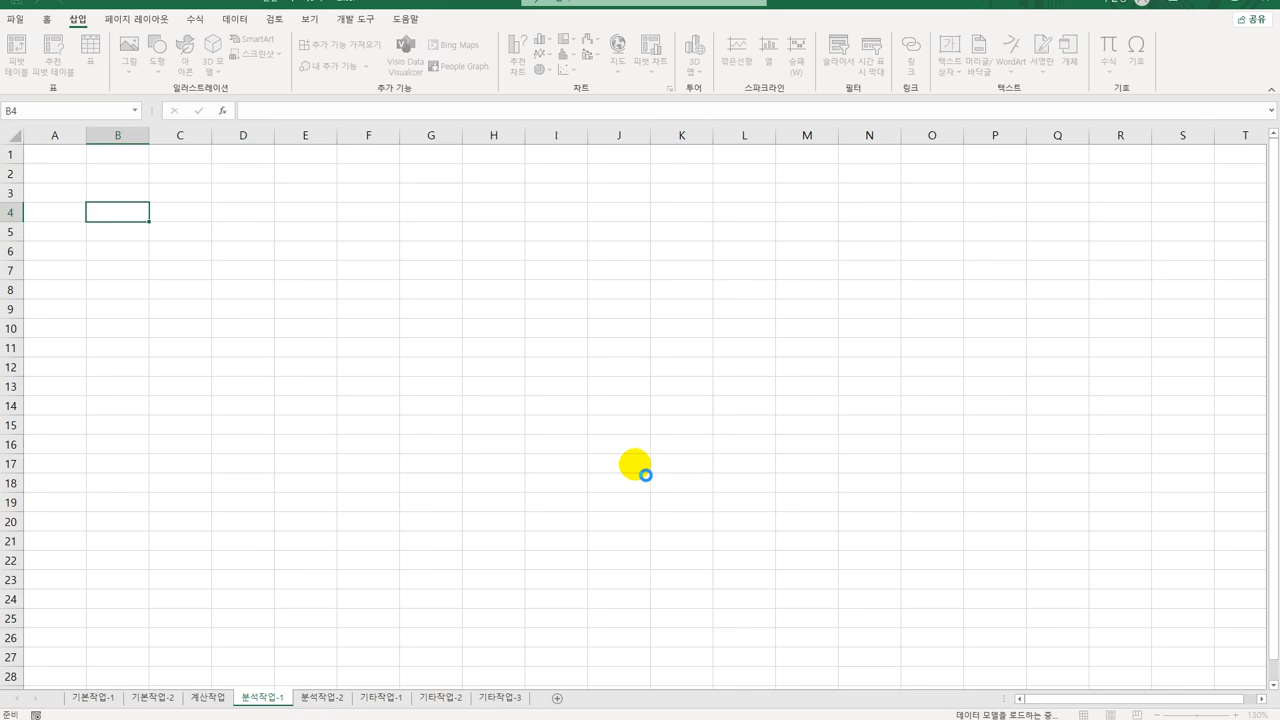 파일 홈 삽입 페이지 레이아웃 수식 데이터 검토 보기 개발 도구 도움말 공유
피벗 테이블
추천 피벗 테이블
표
그림
도형
아이콘
3D 모델
SmartArt
스크린샷
추가 기능 가져오기
내 추가 기능
Visio Data Visualizer
Bing Maps
People Graph
추천 차트
지도
피벗 차트
3D 맵
꺾은선형
열
승패 (W)
슬라이서
시간 표시 막대
링크
텍스트 상자
머리글/바닥글
WordArt
서명란
개체
수식
기호
표 일러스트레이션 추가 기능 차트 투어 스파크라인 필터 링크 텍스트 기호
B4
fx
A B C D E F G H I J K L M N O P Q R S T
1
2
3
4
5
6
7
8
9
10
11
12
13
14
15
16
17
18
19
20
21
22
23
24
25
26
27
28
기본작업-1 기본작업-2 계산작업 분석작업-1 분석작업-2 기타작업-1 기타작업-2 기타작업-3
준비 데이터 모델을 로드하는 중... 130%